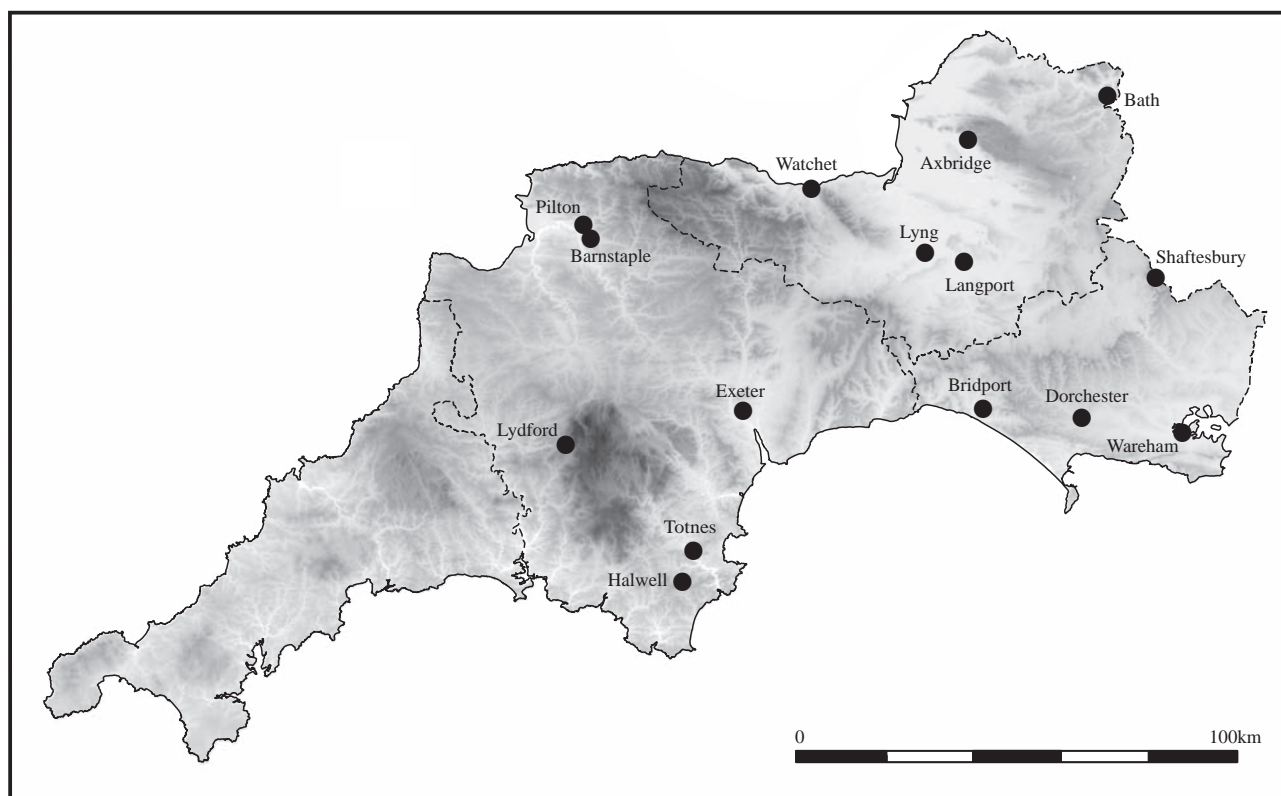 Bath
Axbridge
Watchet
Pilton
Barnstaple
Lyng
Langport
Shaftesbury
Exeter
Bridport
Dorchester
Wareham
Lydford
Totnes
Halwell
0
100km